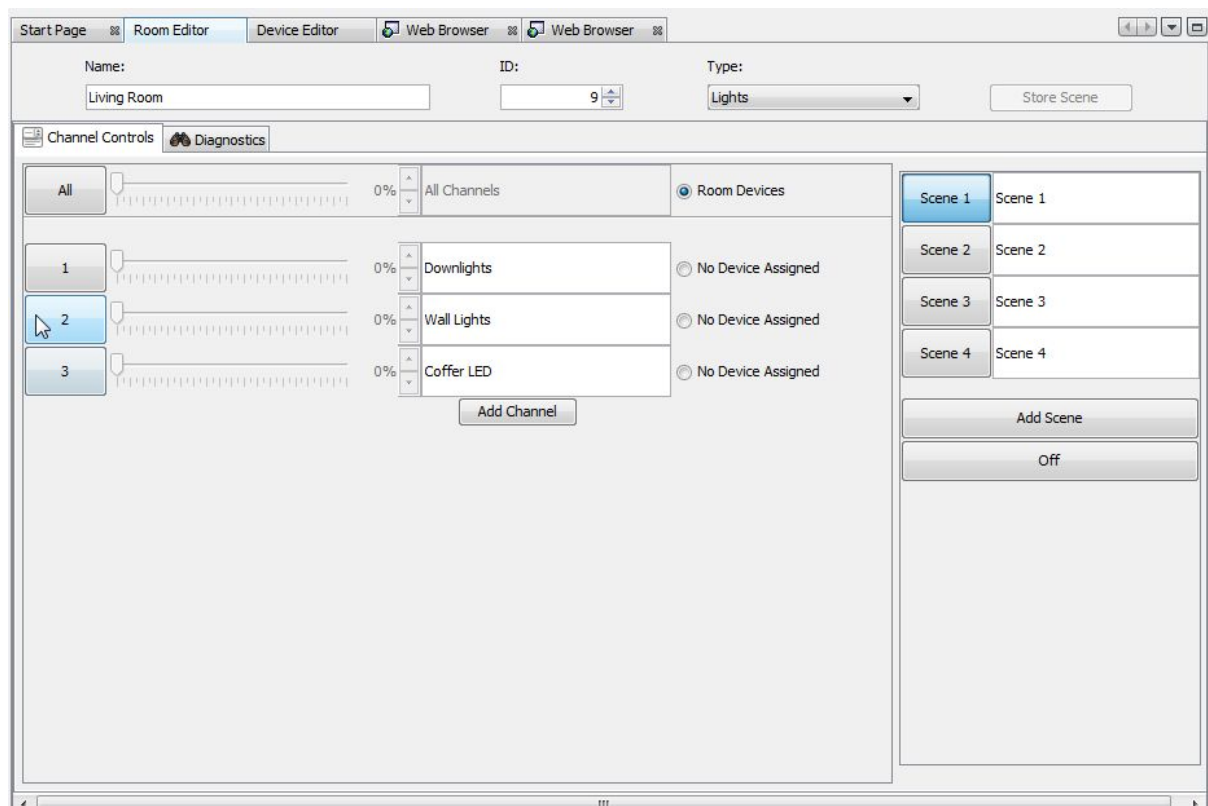 Start Page Room Editor Device Editor Web Browser Web Browser
Name: ID: Type:
Living Room 9 Lights Store Scene
Channel Controls Diagnostics
All 0% All Channels Room Devices
1 0% Downlights No Device Assigned
2 0% Wall Lights No Device Assigned
3 0% Coffer LED No Device Assigned
Add Channel
Scene 1 Scene 1
Scene 2 Scene 2
Scene 3 Scene 3
Scene 4 Scene 4
Add Scene
Off